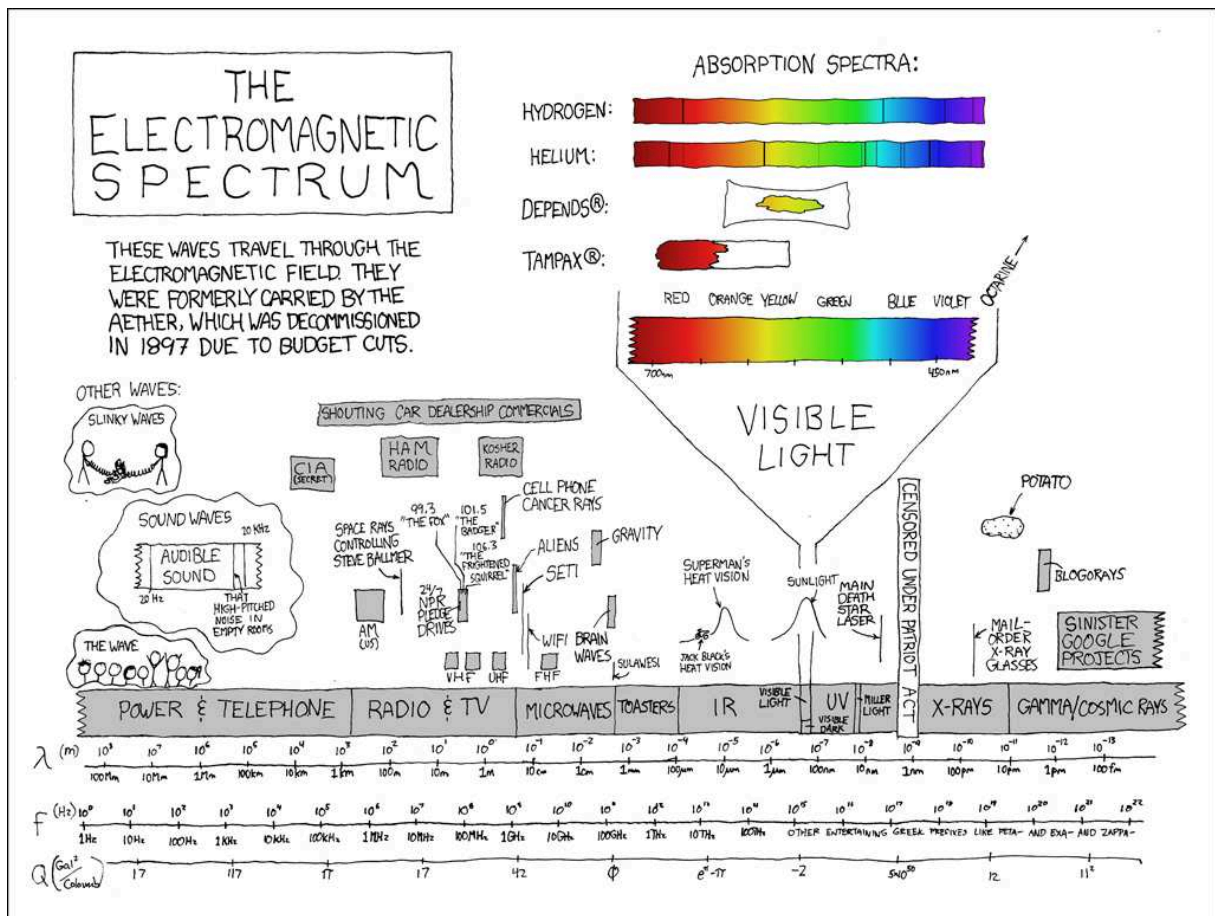 THE
ELECTROMAGNETIC
SPECTRUM
THESE WAVES TRAVEL THROUGH THE
ELECTROMAGNETIC FIELD. THEY
WERE FORMERLY CARRIED BY THE
AETHER, WHICH WAS DECOMMISSIONED
IN 1897 DUE TO BUDGET CUTS.
ABSORPTION SPECTRA:
HYDROGEN:
HELIUM:
DEPENDS®:
TAMPAX®:
RED ORANGE YELLOW GREEN BLUE VIOLET
OCTARINE
700nm 450nm
VISIBLE
LIGHT
OTHER WAVES:
SLINKY WAVES
SOUND WAVES
20 KHz
AUDIBLE
SOUND
20 Hz
THAT
HIGH-PITCHED
NOISE IN
EMPTY ROOMS
THE WAVE
SHOUTING CAR DEALERSHIP COMMERCIALS
CIA
(SECRET)
HAM
RADIO
KOSHER
RADIO
CELL PHONE
CANCER RAYS
SPACE RAYS
CONTROLLING
STEVE BALLMER
99.3
"THE FOX"
101.5
"THE
BADGER"
106.3
"THE
FRIGHTENED
SQUIRREL"
24/7
NPR
PLEDGE
DRIVES
AM
(US)
VHF
UHF
FHF
ALIENS
SETI
WIFI
GRAVITY
BRAIN
WAVES
SULAWESI
SUPERMAN'S
HEAT VISION
JACK BLACK'S
HEAT VISION
SUNLIGHT
MAIN
DEATH
STAR
LASER
CENSORED UNDER PATRIOT ACT
POTATO
BLOGORAYS
MAIL-
ORDER
X-RAY
GLASSES
SINISTER
GOOGLE
PROJECTS
POWER & TELEPHONE
RADIO & TV
MICROWAVES
TOASTERS
IR
VISIBLE
LIGHT
UV
VISIBLE
DARK
MILLER
LIGHT
X-RAYS
GAMMA/COSMIC RAYS
λ (m) 10⁷ 10⁶ 10⁵ 10⁴ 10³ 10² 10¹ 10⁰ 10⁻¹ 10⁻² 10⁻³ 10⁻⁴ 10⁻⁵ 10⁻⁶ 10⁻⁷ 10⁻⁸ 10⁻⁹ 10⁻¹⁰ 10⁻¹¹ 10⁻¹² 10⁻¹³
100Mm 10Mm 1Mm 100km 10km 1km 100m 10m 1m 10cm 1cm 1mm 100μm 10μm 1μm 100nm 10nm 1nm 100pm 10pm 1pm 100fm
f (Hz) 10⁰ 10¹ 10² 10³ 10⁴ 10⁵ 10⁶ 10⁷ 10⁸ 10⁹ 10¹⁰ 10¹³ 10¹⁴ 10¹⁵ 10¹⁶ 10¹⁷ 10¹⁸ 10¹⁹ 10²⁰ 10²¹ 10²²
1Hz 10Hz 100Hz 1KHz 10KHz 100KHz 1MHz 10MHz 100MHz 1GHz 10GHz 100GHz 1THz 10THz 100THz OTHER ENTERTAINING GREEK PREFIXES LIKE PETA- AND EXA- AND ZAPPA-
Q (Gal²/Coloumb) 17 117 π 17 42 φ e^π-π -2 12 11²